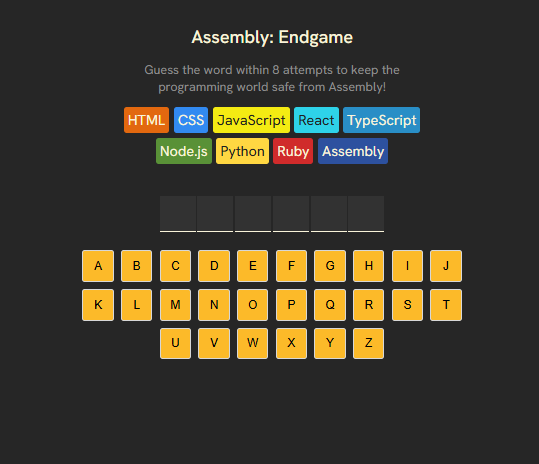 Assembly: Endgame
Guess the word within 8 attempts to keep the
programming world safe from Assembly!
HTML CSS JavaScript React TypeScript
Node.js Python Ruby Assembly
A B C D E F G H I J
K L M N O P Q R S T
U V W X Y Z